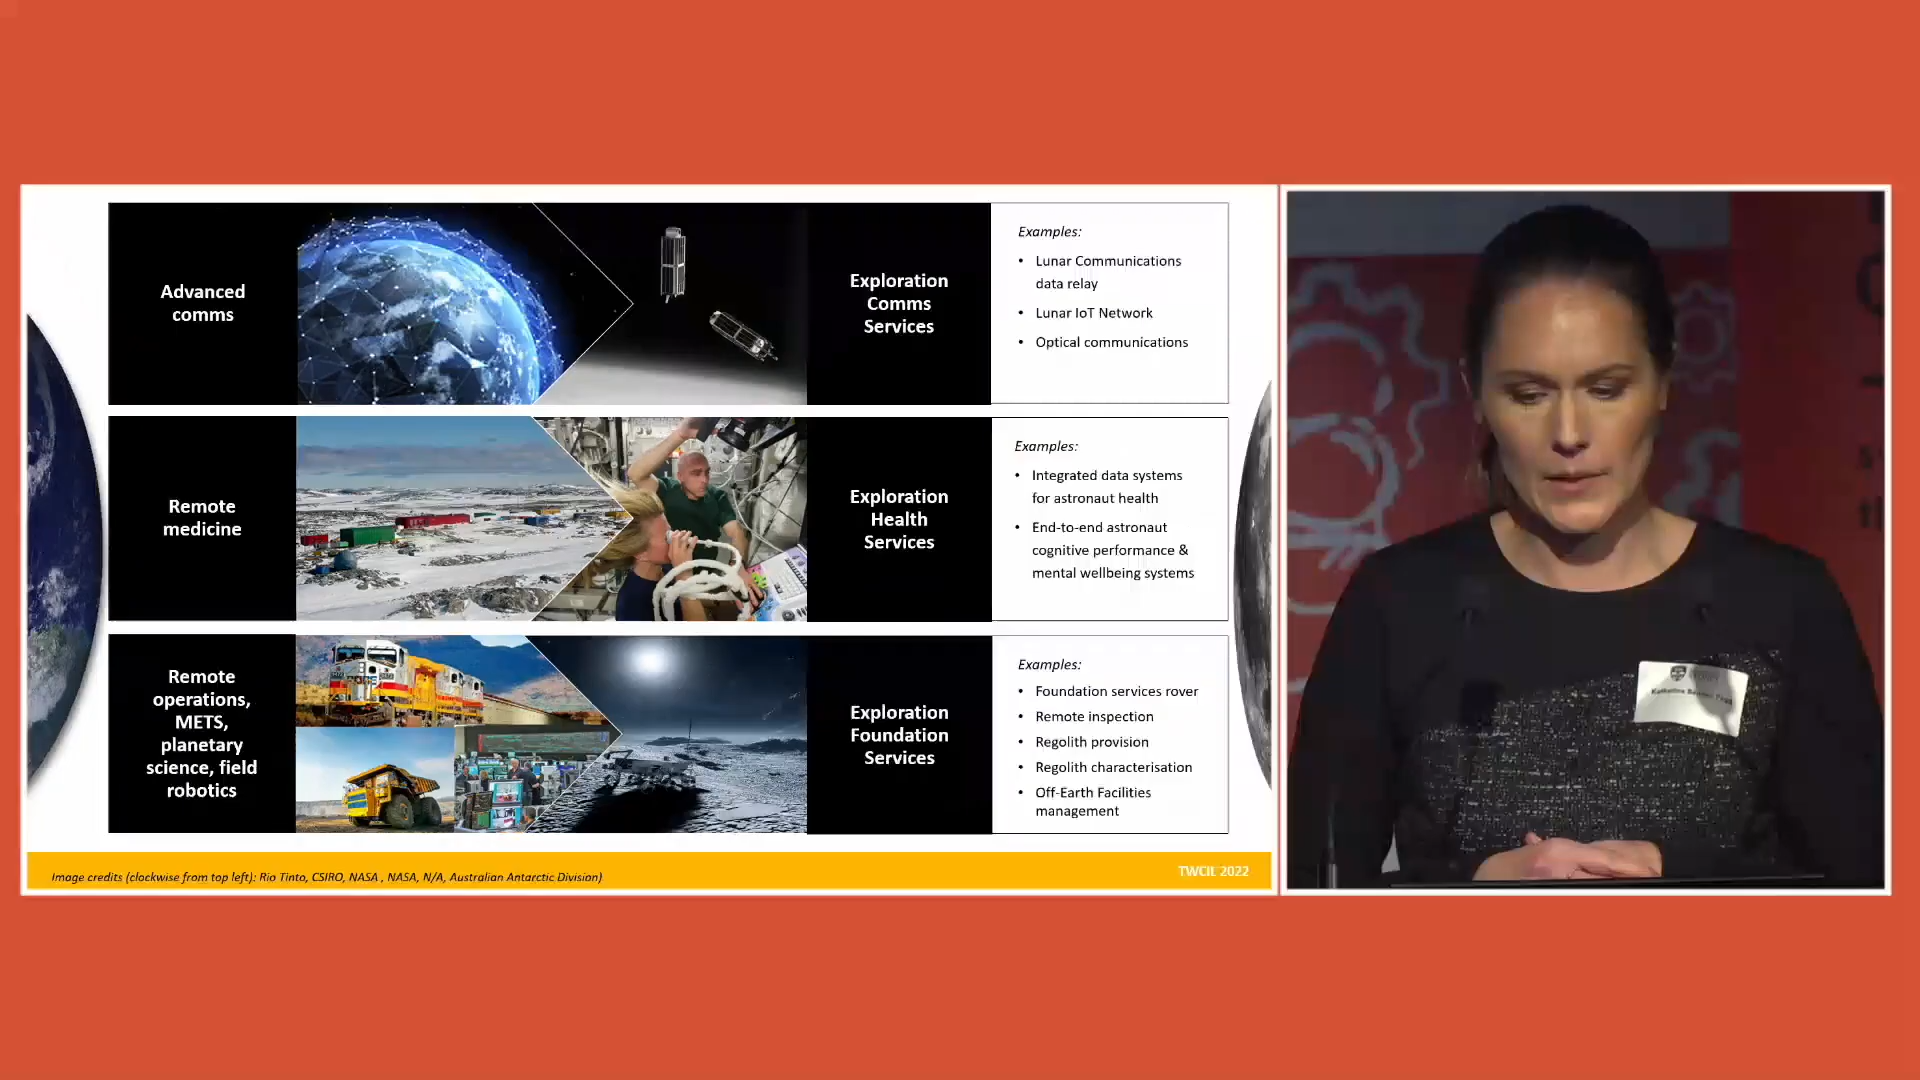 Advanced
comms
Exploration
Comms
Services
Examples:
• Lunar Communications
data relay
• Lunar IoT Network
• Optical communications
Remote
medicine
Exploration
Health
Services
Examples:
• Integrated data systems
for astronaut health
• End-to-end astronaut
cognitive performance &
mental wellbeing systems
Remote
operations,
METS,
planetary
science, field
robotics
Exploration
Foundation
Services
Examples:
• Foundation services rover
• Remote inspection
• Regolith provision
• Regolith characterisation
• Off-Earth Facilities
management
Image credits (clockwise from top left): Rio Tinto, CSIRO, NASA , NASA, N/A, Australian Antarctic Division)
TWCIL 2022